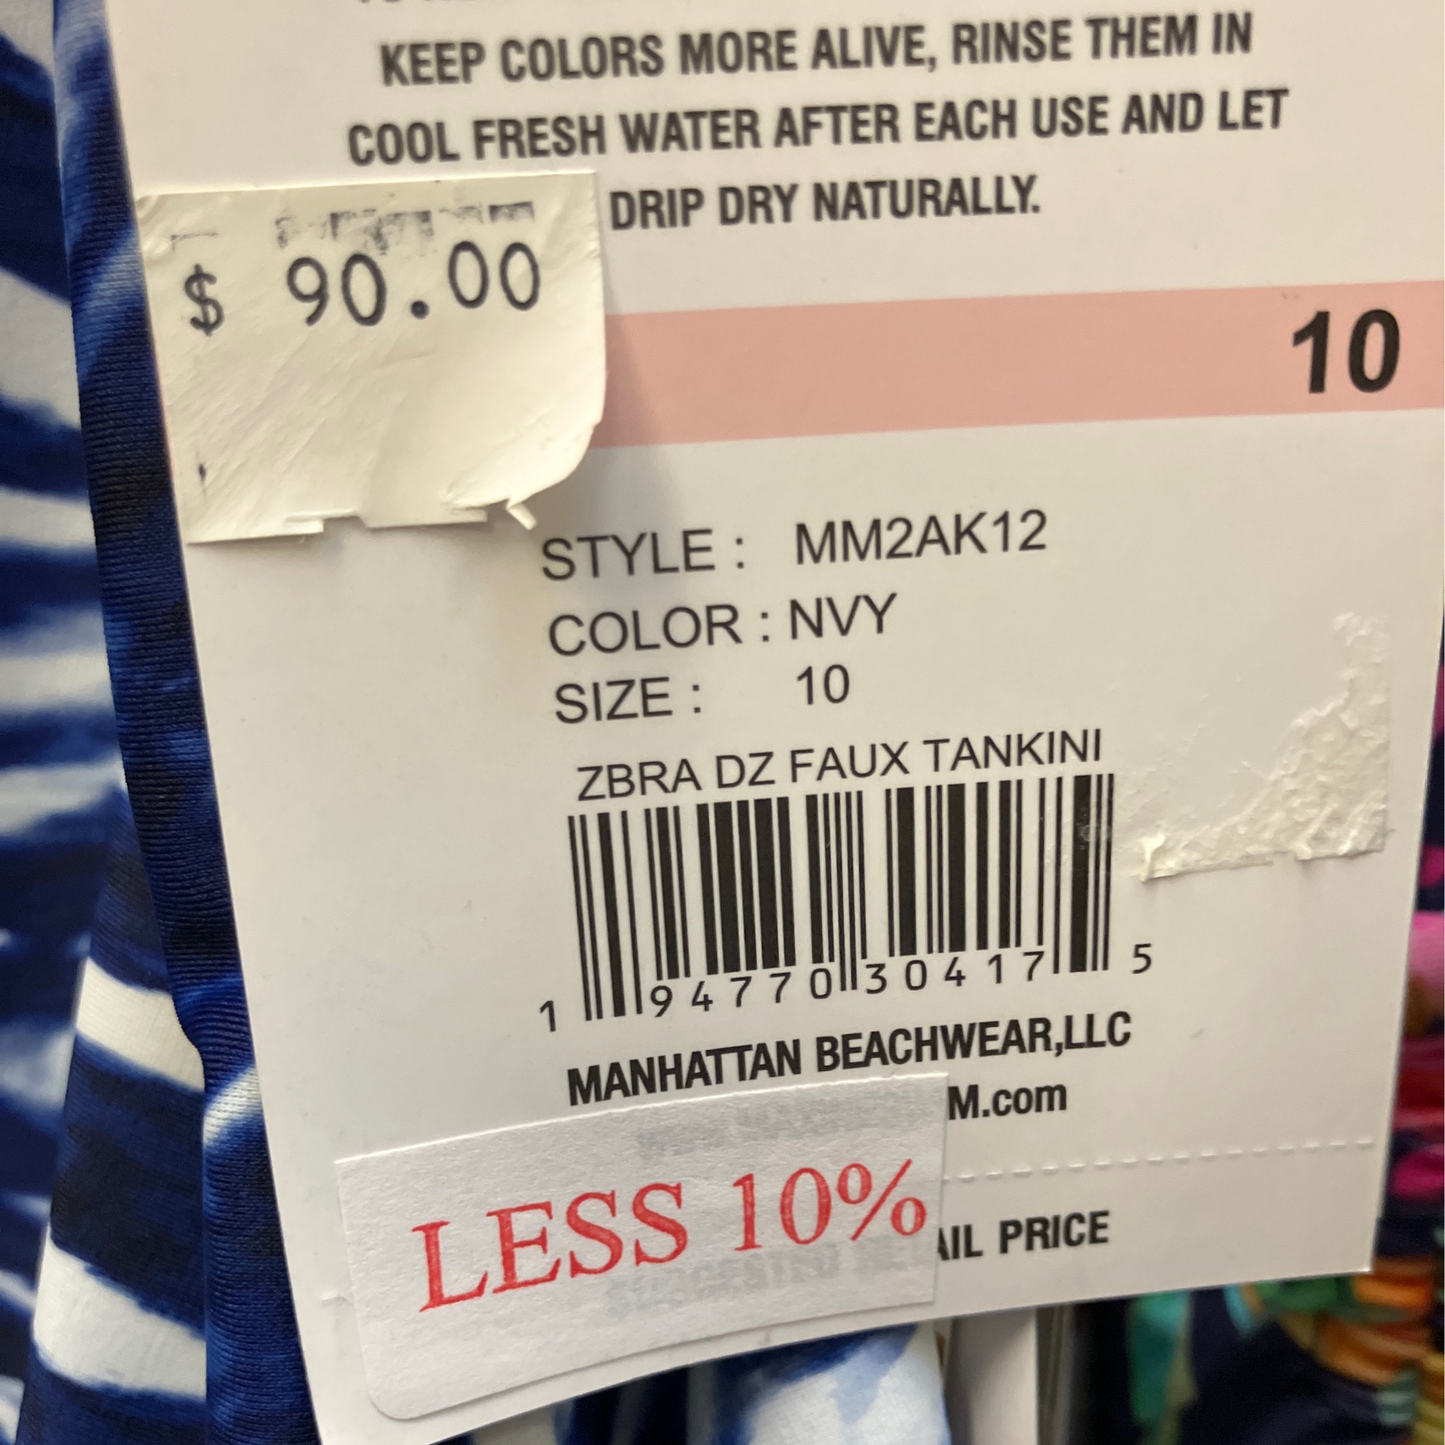 KEEP COLORS MORE ALIVE, RINSE THEM IN
COOL FRESH WATER AFTER EACH USE AND LET
DRIP DRY NATURALLY.
$ 90.00
10
STYLE : MM2AK12
COLOR : NVY
SIZE : 10
ZBRA DZ FAUX TANKINI
1 94770 30417 5
MANHATTAN BEACHWEAR,LLC
M.com
LESS 10%
AIL PRICE